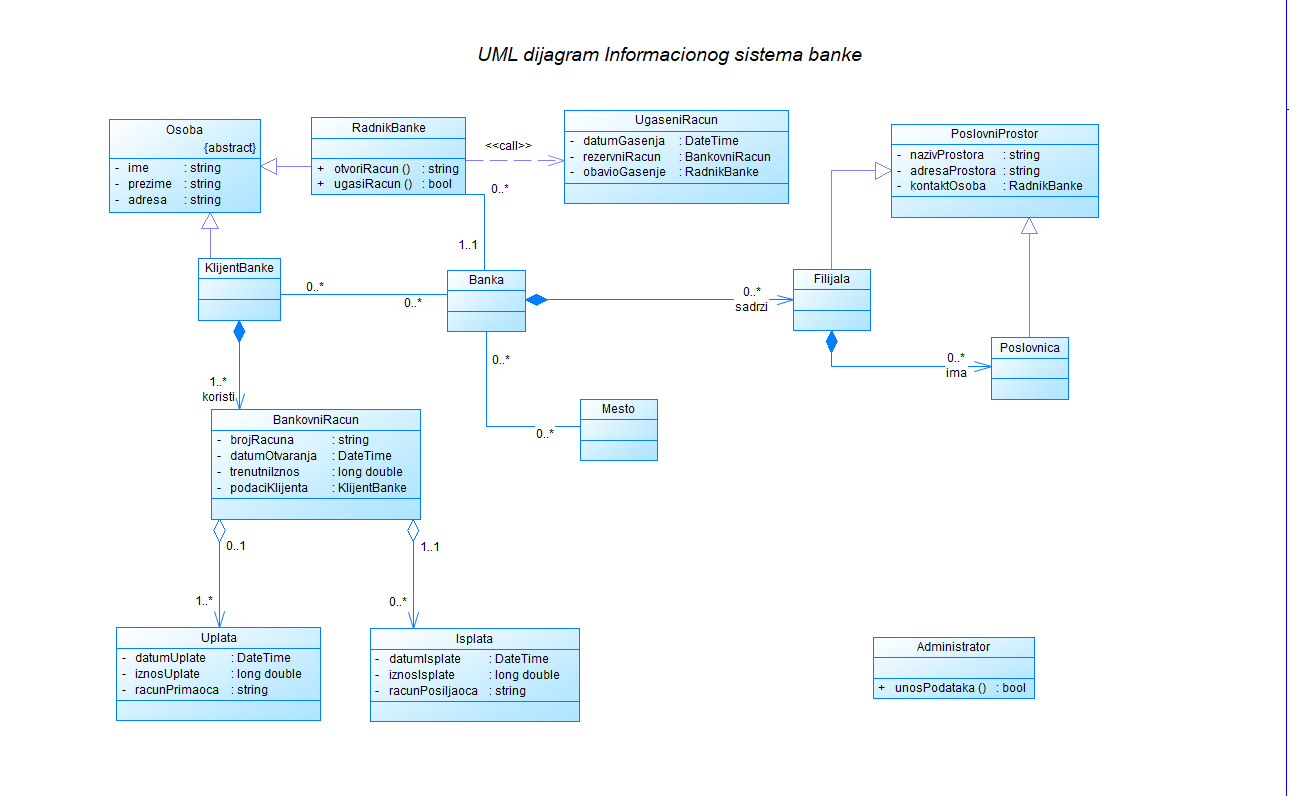 UML dijagram Informacionog sistema banke
Osoba
{abstract}
- ime : string
- prezime : string
- adresa : string
RadnikBanke
+ otvoriRacun () : string
+ ugasiRacun () : bool
<<call>>
UgaseniRacun
- datumGasenja : DateTime
- rezervniRacun : BankovniRacun
- obavioGasenje : RadnikBanke
PoslovniProstor
- nazivProstora : string
- adresaProstora : string
- kontaktOsoba : RadnikBanke
0..*
1..1
KlijentBanke
0..*
0..*
Banka
0..*
sadrzi
Filijala
0..*
ima
Poslovnica
0..*
0..*
Mesto
1..*
koristi
BankovniRacun
- brojRacuna : string
- datumOtvaranja : DateTime
- trenutniIznos : long double
- podaciKlijenta : KlijentBanke
0..1
1..1
1..*
0..*
Uplata
- datumUplate : DateTime
- iznosUplate : long double
- racunPrimaoca : string
Isplata
- datumIsplate : DateTime
- iznosIsplate : long double
- racunPosiljaoca : string
Administrator
+ unosPodataka () : bool